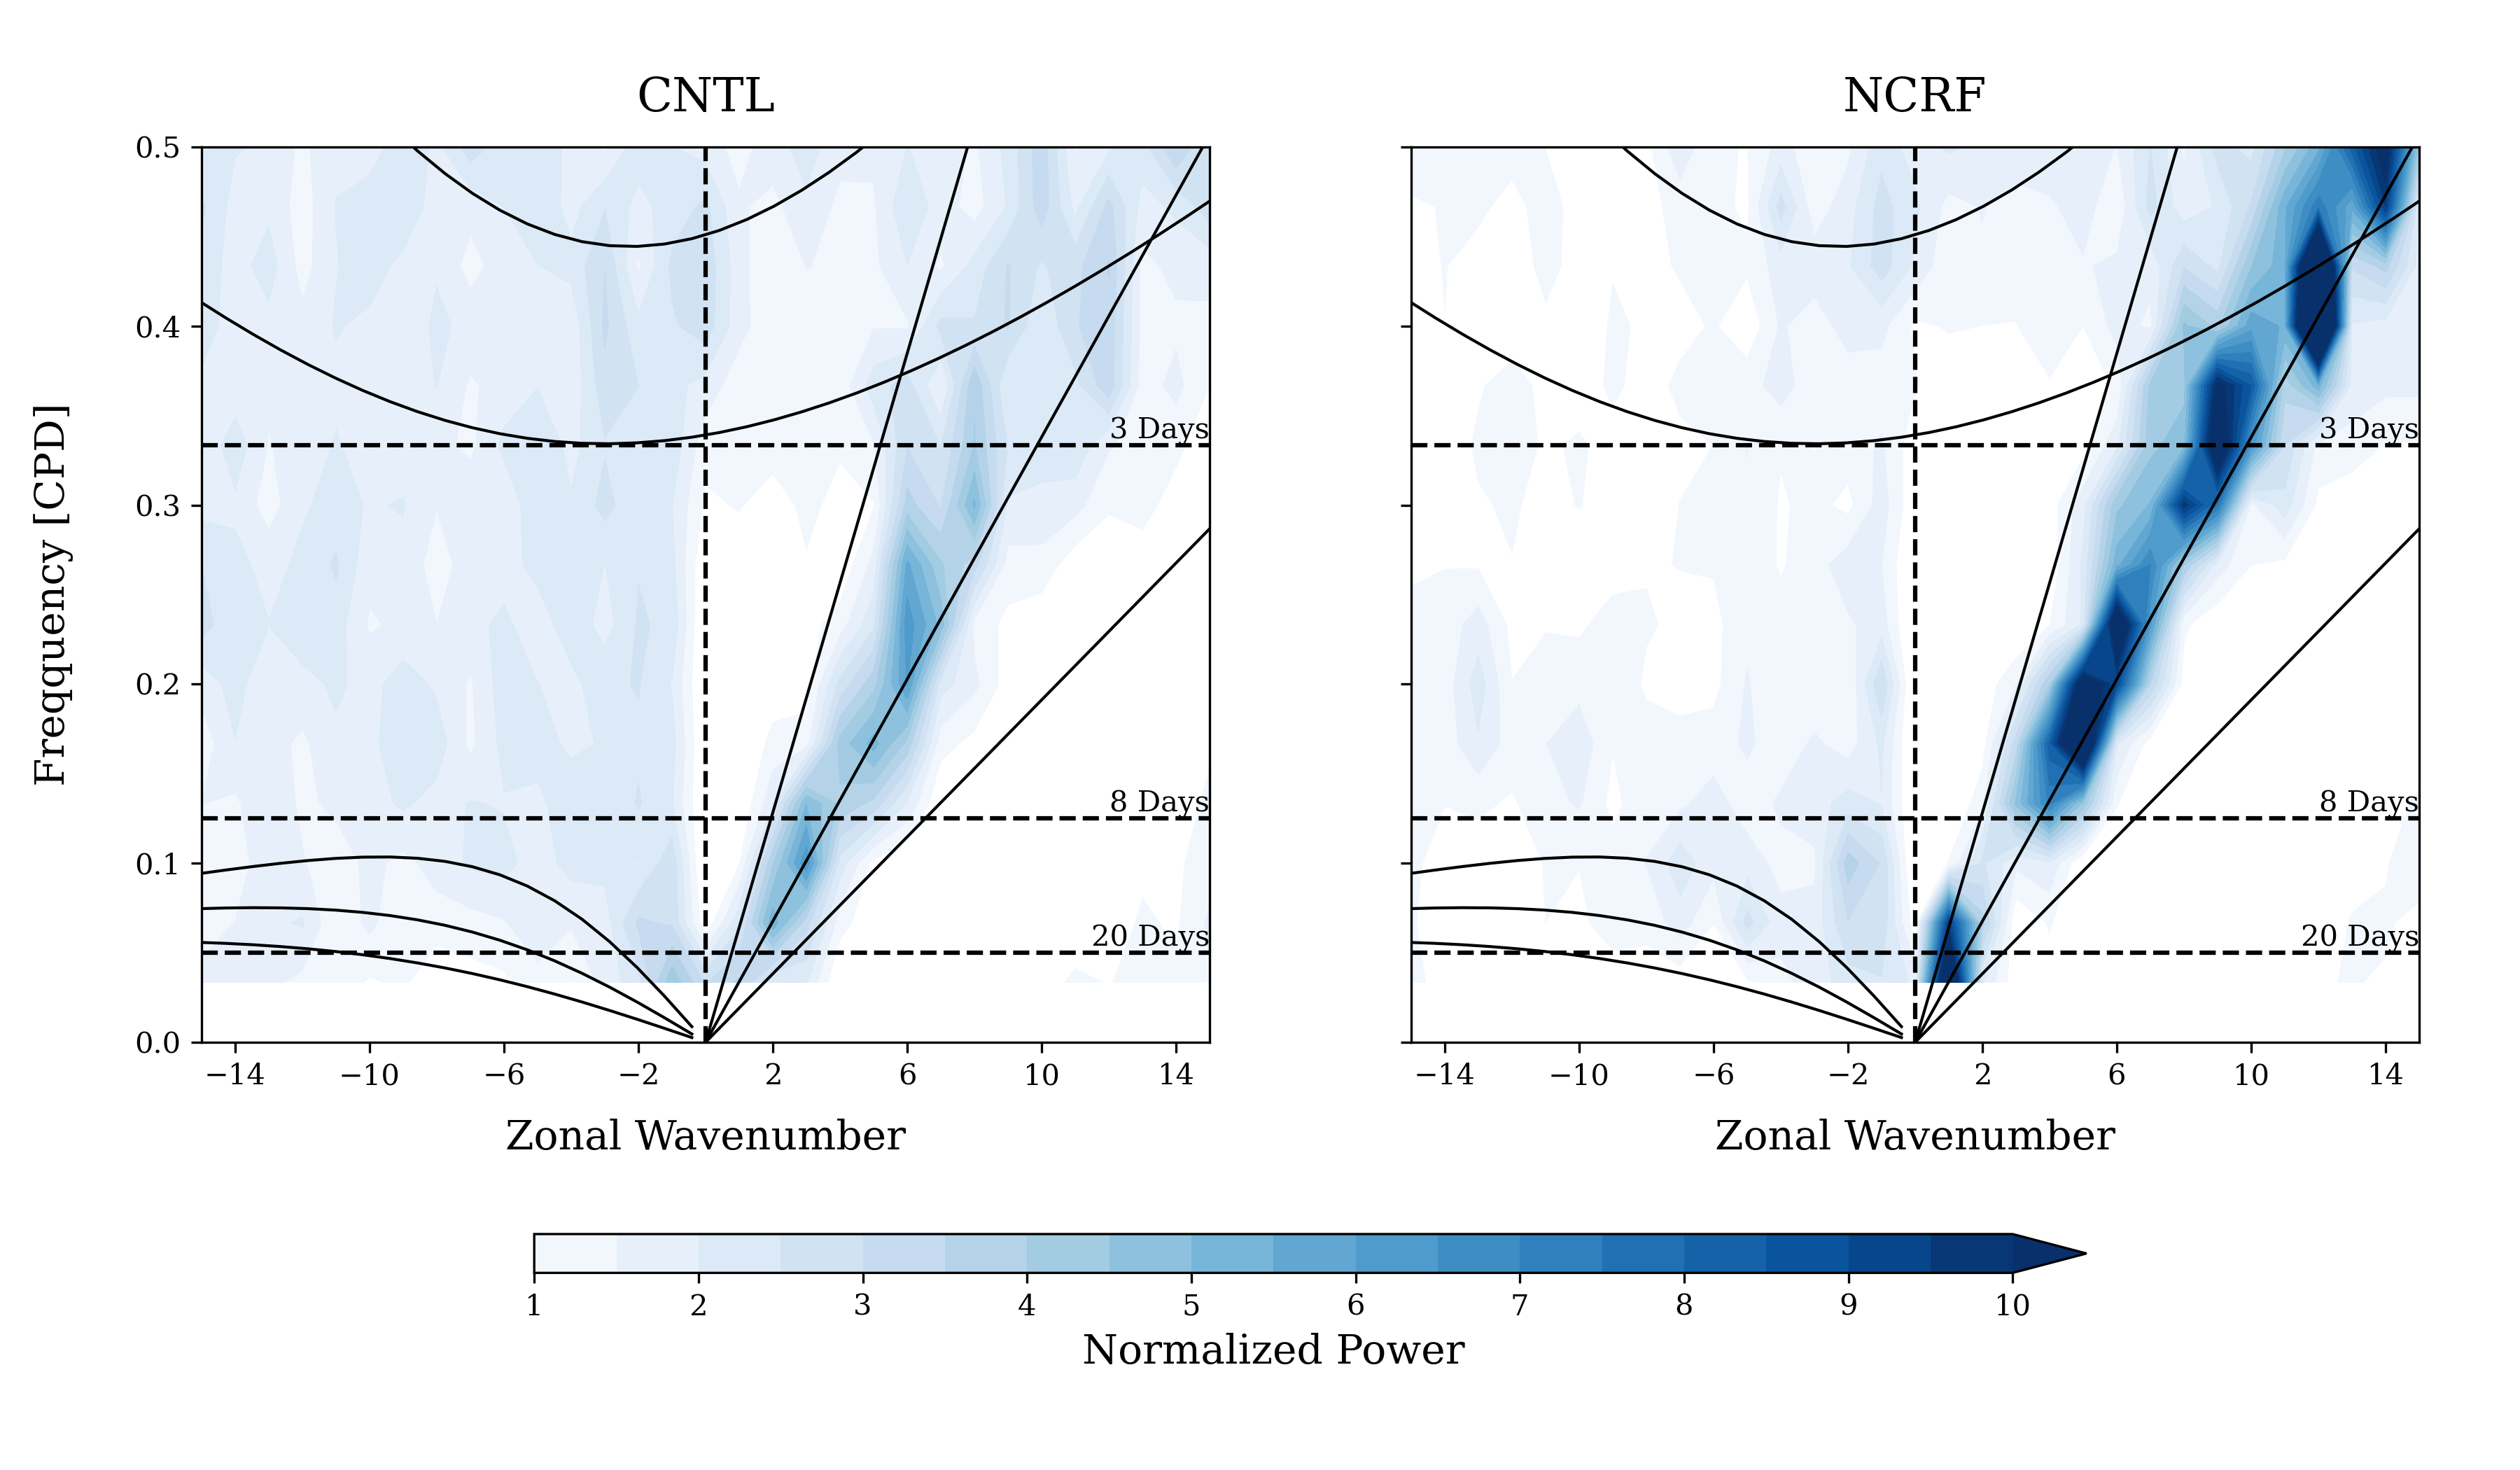 CNTL
NCRF
Freqquency [CPD]
0.5
0.4
0.3
0.2
0.1
0.0
3 Days
8 Days
20 Days
3 Days
8 Days
20 Days
−14 −10 −6 −2 2 6 10 14
−14 −10 −6 −2 2 6 10 14
Zonal Wavenumber
Zonal Wavenumber
1 2 3 4 5 6 7 8 9 10
Normalized Power